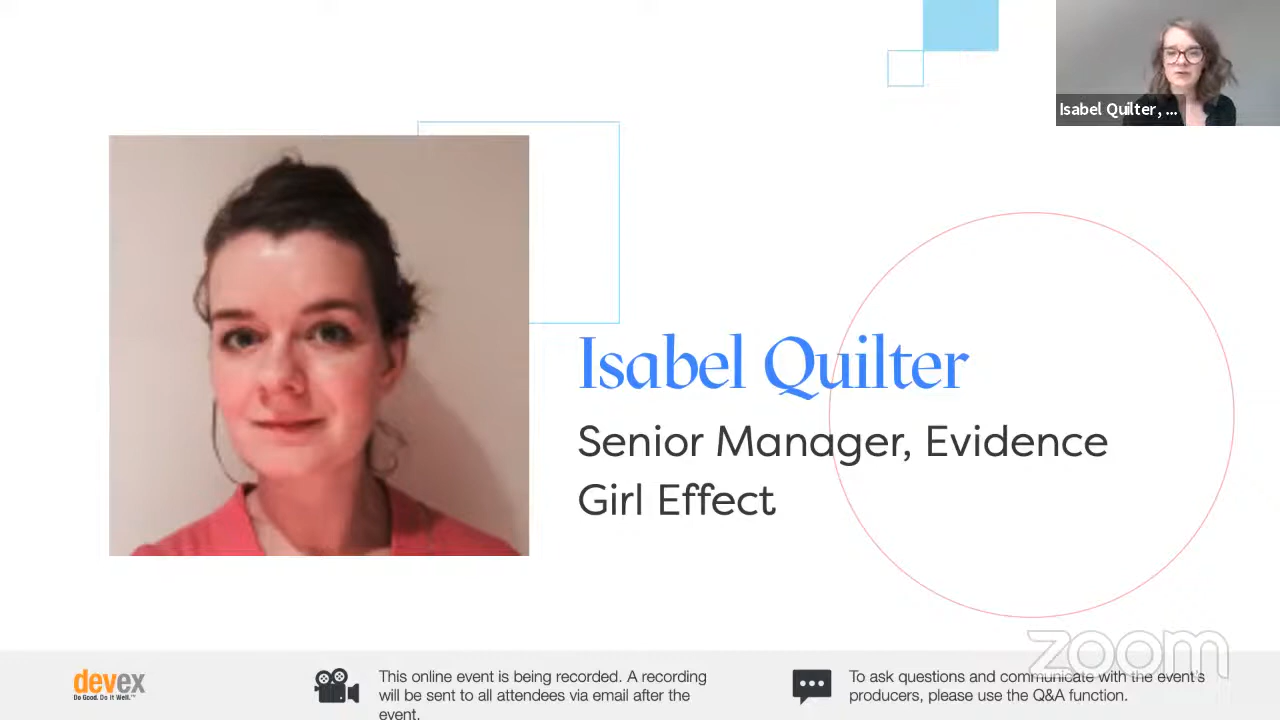 Isabel Quilter, ...
Isabel Quilter
Senior Manager, Evidence
Girl Effect
zoom
devex
Do Good. Do it Well.™
This online event is being recorded. A recording
will be sent to all attendees via email after the
event.
To ask questions and communicate with the event's
producers, please use the Q&A function.